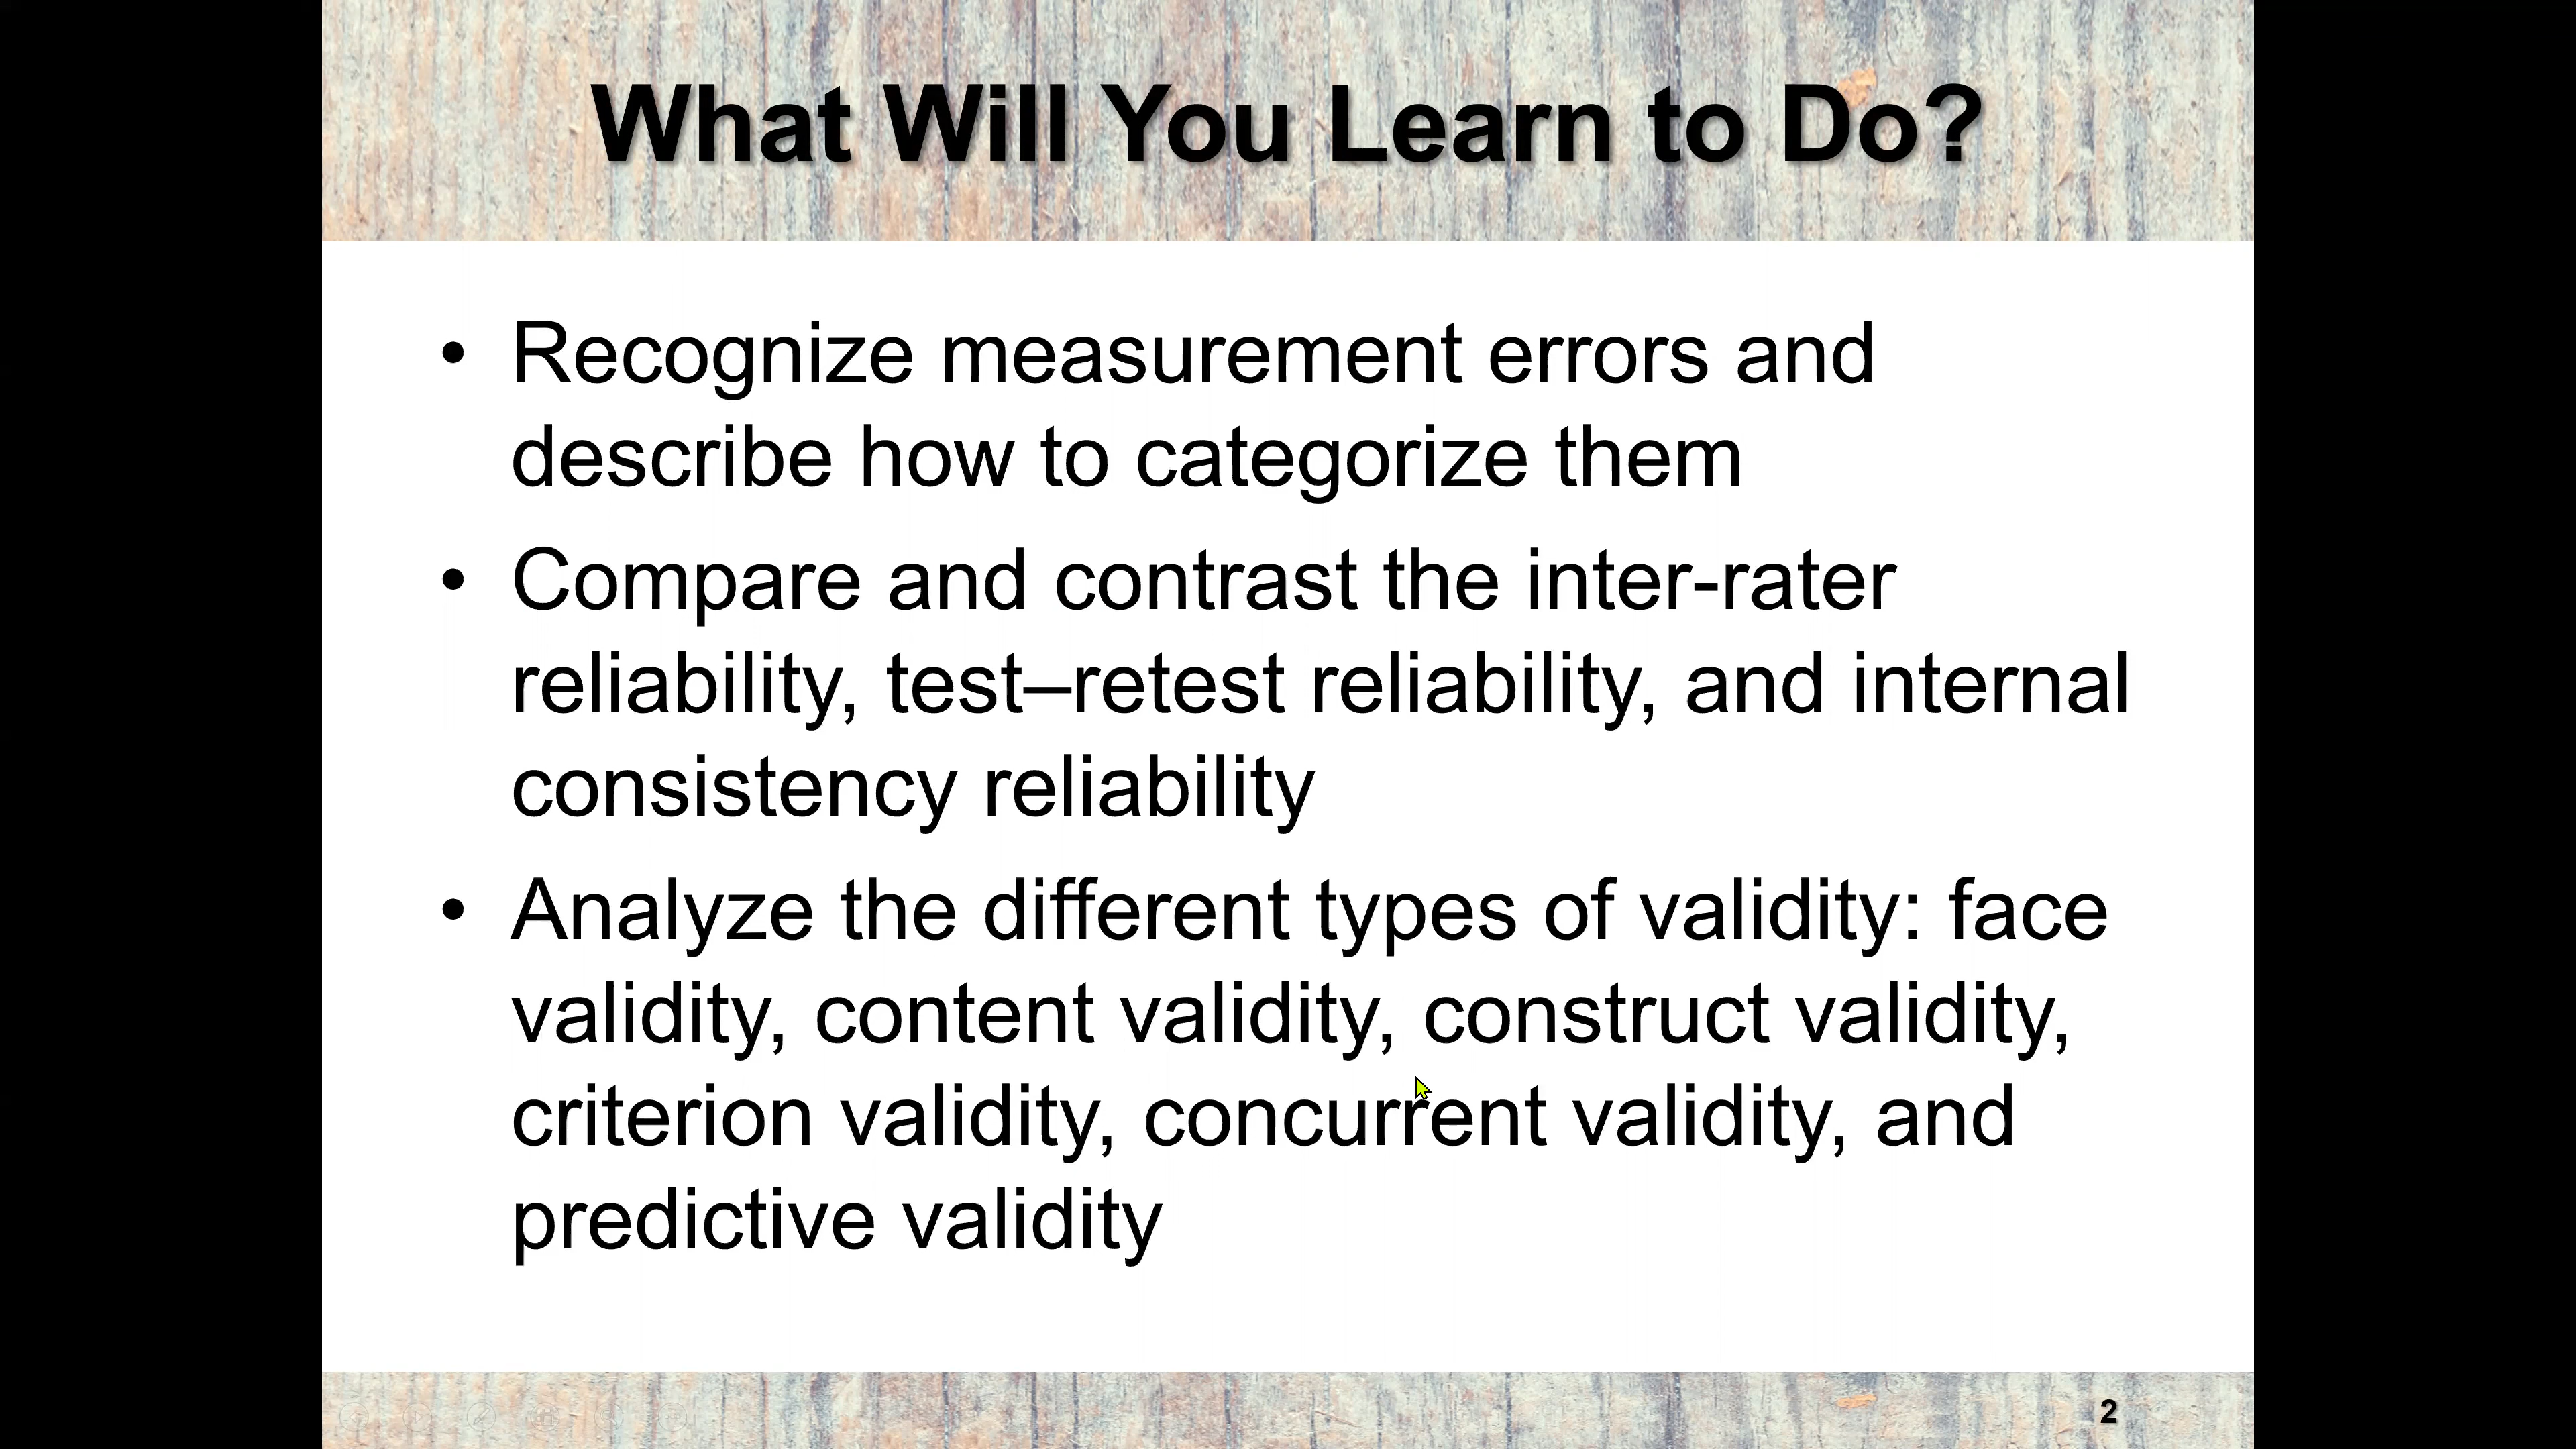 What Will You Learn to Do?
• Recognize measurement errors and
describe how to categorize them
• Compare and contrast the inter-rater
reliability, test–retest reliability, and internal
consistency reliability
• Analyze the different types of validity: face
validity, content validity, construct validity,
criterion validity, concurrent validity, and
predictive validity
2